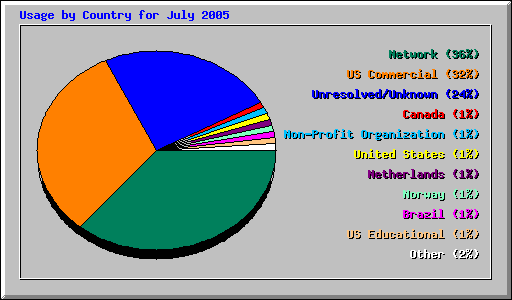 Usage by Country for July 2005
Network (36%)
US Commercial (32%)
Unresolved/Unknown (24%)
Canada (1%)
Non-Profit Organization (1%)
United States (1%)
Netherlands (1%)
Norway (1%)
Brazil (1%)
US Educational (1%)
Other (2%)